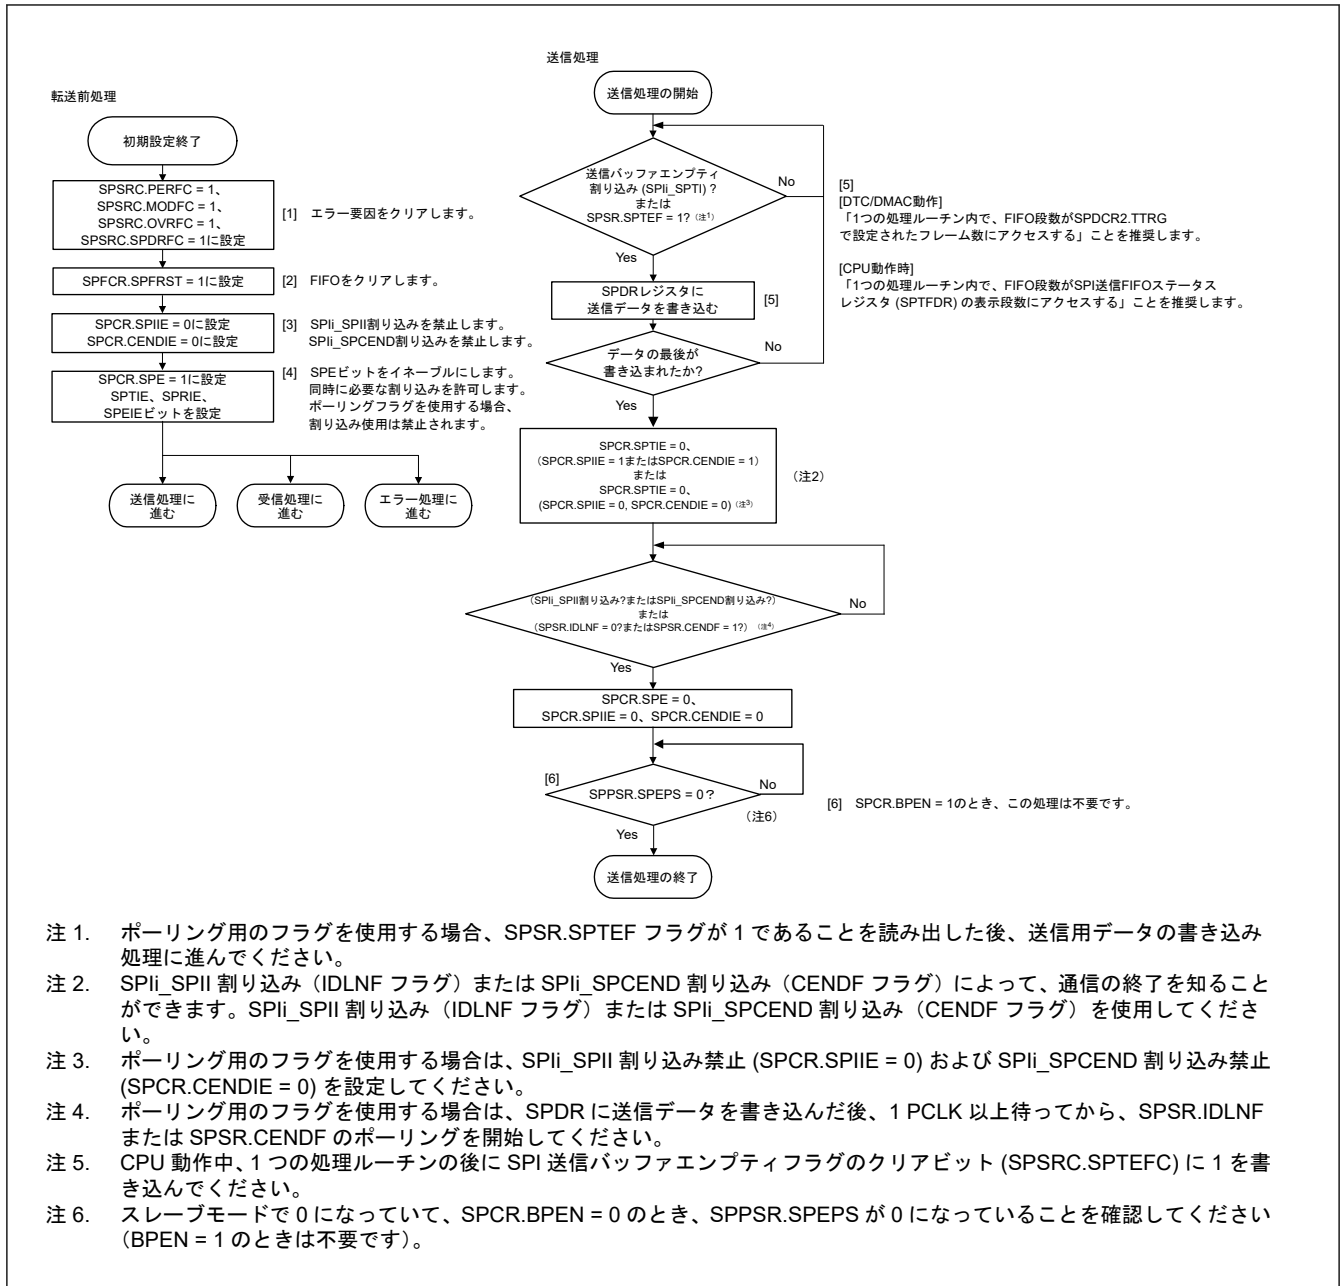 転送前処理
初期設定終了
SPSRC.PERFC = 1、
SPSRC.MODFC = 1、
SPSRC.OVRFC = 1、
SPSRC.SPDRFC = 1に設定
[1] エラー要因をクリアします。
SPFCR.SPFRST = 1に設定
[2] FIFOをクリアします。
SPCR.SPIIE = 0に設定
SPCR.CENDIE = 0に設定
[3] SPIi_SPII割り込みを禁止します。
SPIi_SPCEND割り込みを禁止します。
SPCR.SPE = 1に設定
SPTIE、SPRIE、
SPEIEビットを設定
[4] SPEビットをイネーブルにします。
同時に必要な割り込みを許可します。
ポーリングフラグを使用する場合、
割り込み使用は禁止されます。
送信処理に
進む
受信処理に
進む
エラー処理に
進む
送信処理
送信処理の開始
送信バッファエンプティ
割り込み (SPIi_SPTI) ?
または
SPSR.SPTEF = 1? (注1)
No
Yes
SPDRレジスタに
送信データを書き込む
[5]
データの最後が
書き込まれたか?
No
Yes
SPCR.SPTIE = 0、
(SPCR.SPIIE = 1またはSPCR.CENDIE = 1)
または
SPCR.SPTIE = 0、
(SPCR.SPIIE = 0, SPCR.CENDIE = 0) (注3)
(注2)
(SPIi_SPII割り込み?またはSPIi_SPCEND割り込み?)
または
(SPSR.IDLNF = 0?またはSPSR.CENDF = 1?) (注4)
No
Yes
SPCR.SPE = 0、
SPCR.SPIIE = 0、SPCR.CENDIE = 0
[6]
SPPSR.SPEPS = 0?
No
(注6)
Yes
送信処理の終了
[5]
[DTC/DMAC動作]
「1つの処理ルーチン内で、FIFO段数がSPDCR2.TTRG
で設定されたフレーム数にアクセスする」ことを推奨します。
[CPU動作時]
「1つの処理ルーチン内で、FIFO段数がSPI送信FIFOステータス
レジスタ (SPTFDR) の表示段数にアクセスする」ことを推奨します。
[6] SPCR.BPEN = 1のとき、この処理は不要です。
注 1. ポーリング用のフラグを使用する場合、SPSR.SPTEF フラグが 1 であることを読み出した後、送信用データの書き込み
処理に進んでください。
注 2. SPIi_SPII 割り込み（IDLNF フラグ）または SPIi_SPCEND 割り込み（CENDF フラグ）によって、通信の終了を知ること
ができます。SPIi_SPII 割り込み（IDLNF フラグ）または SPIi_SPCEND 割り込み（CENDF フラグ）を使用してくださ
い。
注 3. ポーリング用のフラグを使用する場合は、SPIi_SPII 割り込み禁止 (SPCR.SPIIE = 0) および SPIi_SPCEND 割り込み禁止
(SPCR.CENDIE = 0) を設定してください。
注 4. ポーリング用のフラグを使用する場合は、SPDR に送信データを書き込んだ後、1 PCLK 以上待ってから、SPSR.IDLNF
または SPSR.CENDF のポーリングを開始してください。
注 5. CPU 動作中、1 つの処理ルーチンの後に SPI 送信バッファエンプティフラグのクリアビット (SPSRC.SPTEFC) に 1 を書
き込んでください。
注 6. スレーブモードで 0 になっていて、SPCR.BPEN = 0 のとき、SPPSR.SPEPS が 0 になっていることを確認してください
（BPEN = 1 のときは不要です）。